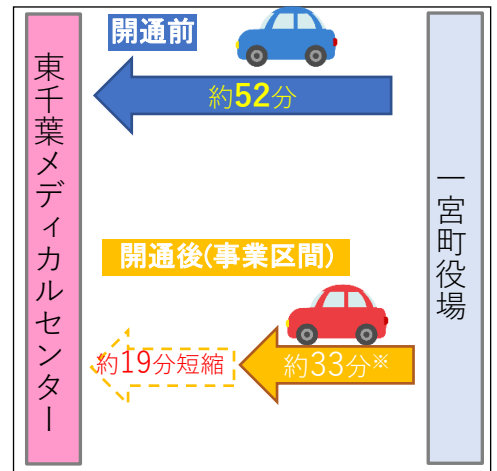 開通前
約52分
東千葉メディカルセンター
一宮町役場
開通後(事業区間)
約19分短縮
約33分※